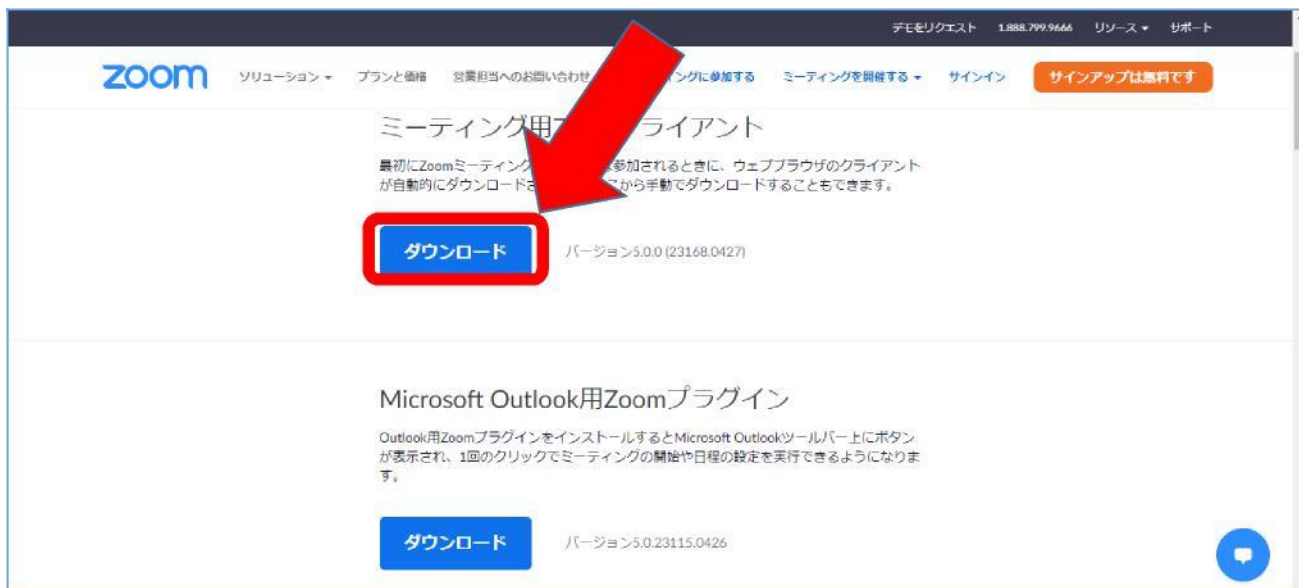 デモをリクエスト 1.888.799.9666 リソース サポート
zoom ソリューション プランと価格 営業担当へのお問い合わせ ングに参加する ミーティングを開催する サインイン サインアップは無料です
ミーティング用 ライアント
最初にZoomミーティング 参加されるときに、ウェブブラウザのクライアント
が自動的にダウンロードさ から手動でダウンロードすることもできます。
ダウンロード バージョン5.0.0 (23168.0427)
Microsoft Outlook用Zoomプラグイン
Outlook用ZoomプラグインをインストールするとMicrosoft Outlookツールバー上にボタン
が表示され、1回のクリックでミーティングの開始や日程の設定を実行できるようになりま
す。
ダウンロード バージョン5.0.23115.0426